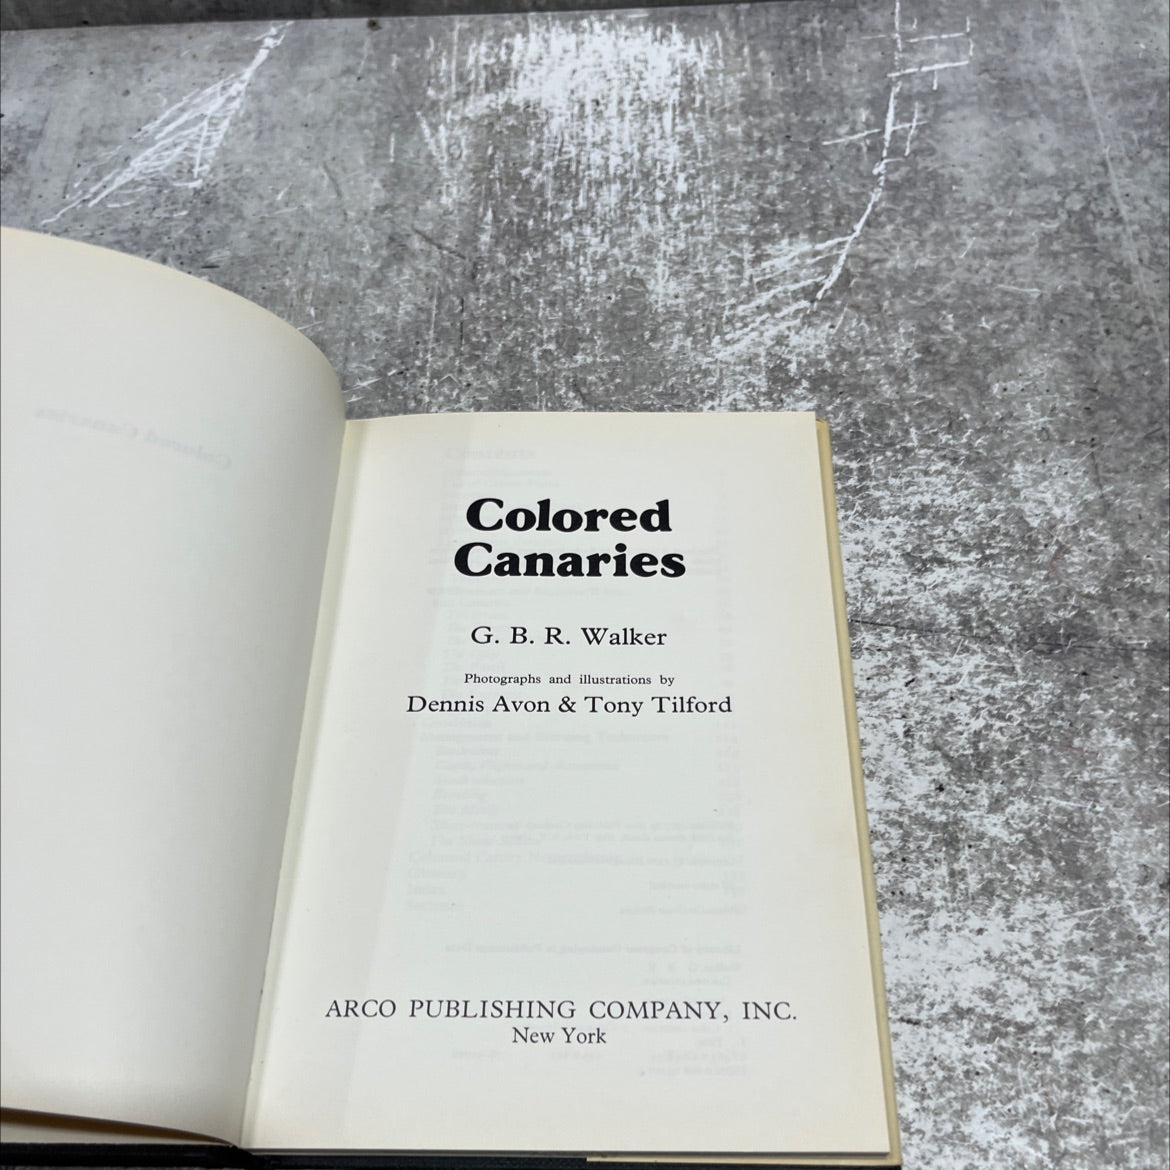 Colored
Canaries
G. B. R. Walker
Photographs and illustrations by
Dennis Avon & Tony Tilford
ARCO PUBLISHING COMPANY, INC.
New York